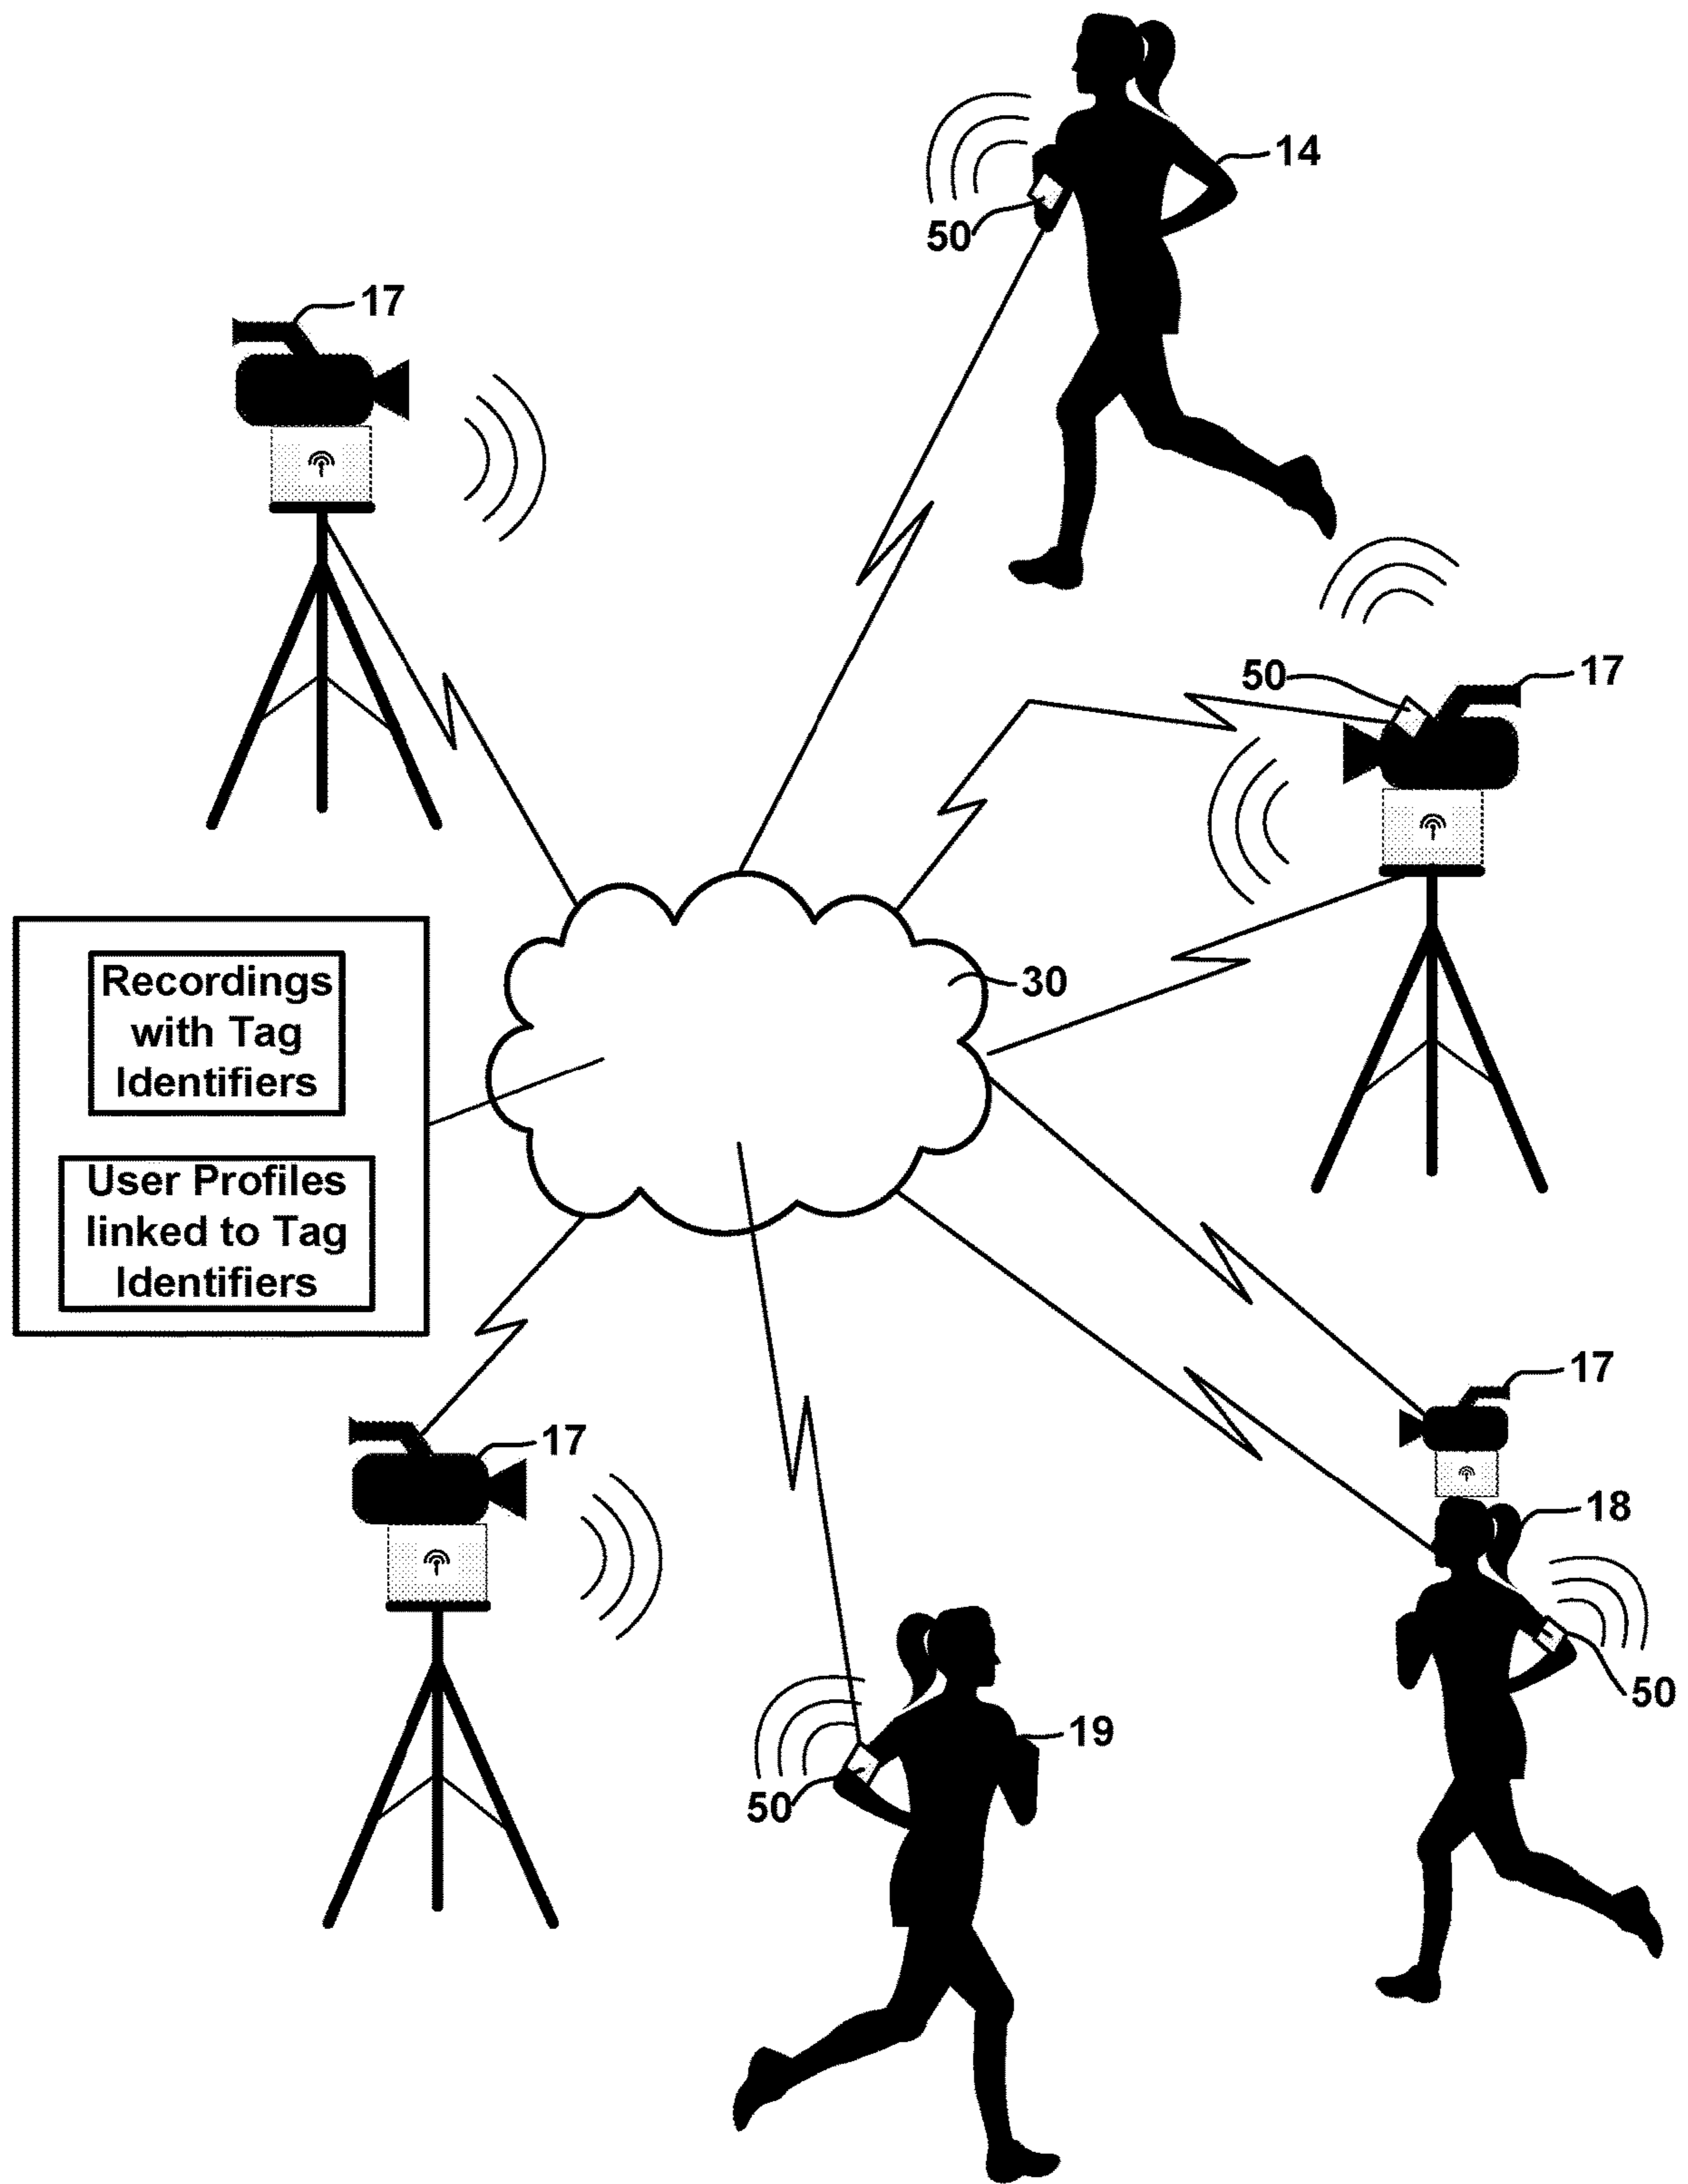 14
50
17
50
17
30
Recordings
with Tag
Identifiers
User Profiles
linked to Tag
Identifiers
17
17
18
50
19
50